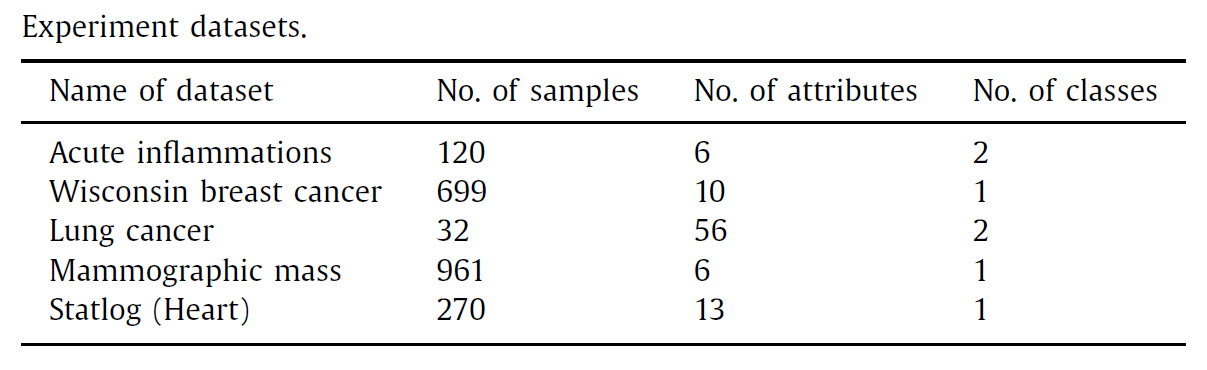 Experiment datasets.
Name of dataset No. of samples No. of attributes No. of classes
Acute inflammations 120 6 2
Wisconsin breast cancer 699 10 1
Lung cancer 32 56 2
Mammographic mass 961 6 1
Statlog (Heart) 270 13 1